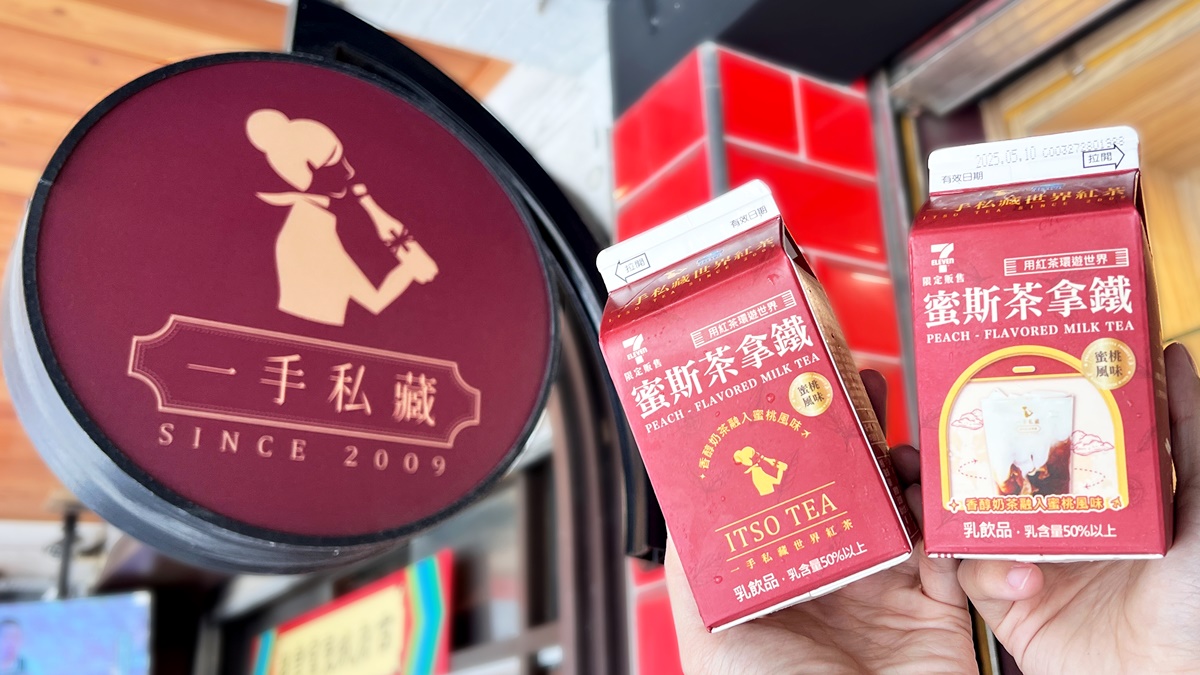 一手私藏
SINCE 2009
拉開
有效日期
一手私藏世界紅茶
7
ELEVEN
限定販售
用紅茶環遊世界
蜜斯茶拿鐵
PEACH - FLAVORED MILK TEA
蜜桃
風味
香醇奶茶融入蜜桃風味
ITSO TEA
一手私藏世界紅茶
乳飲品·乳含量50%以上
2025.05.10
有效日期
拉開
一手私藏世界紅茶
ITSO TEA SINCE 2009
7
ELEVEN
限定販售
用紅茶環遊世界
蜜斯茶拿鐵
PEACH - FLAVORED MILK TEA
蜜桃
風味
香醇奶茶融入蜜桃風味
乳飲品·乳含量50%以上